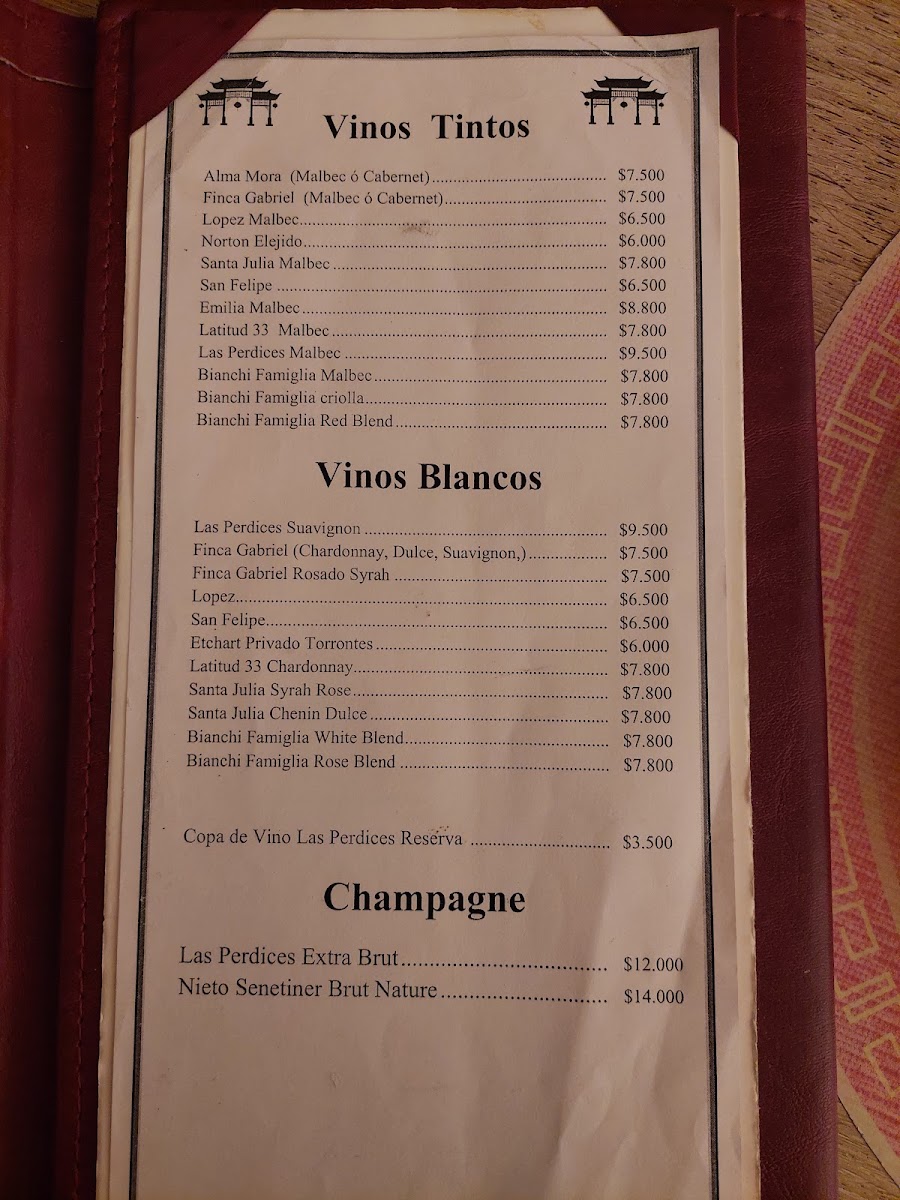 Vinos Tintos
Alma Mora (Malbec ó Cabernet)........................................ $7.500
Finca Gabriel (Malbec ó Cabernet)..................................... $7.500
Lopez Malbec..................................................................... $6.500
Norton Elejido.................................................................... $6.000
Santa Julia Malbec ............................................................. $7.800
San Felipe .......................................................................... $6.500
Emilia Malbec.................................................................... $8.800
Latitud 33 Malbec .............................................................. $7.800
Las Perdices Malbec ........................................................... $9.500
Bianchi Famiglia Malbec..................................................... $7.800
Bianchi Famiglia criolla....................................................... $7.800
Bianchi Famiglia Red Blend................................................ $7.800
Vinos Blancos
Las Perdices Suavignon ....................................................... $9.500
Finca Gabriel (Chardonnay, Dulce, Suavignon,).................. $7.500
Finca Gabriel Rosado Syrah ................................................ $7.500
Lopez................................................................................. $6.500
San Felipe.......................................................................... $6.500
Etchart Privado Torrontes.................................................... $6.000
Latitud 33 Chardonnay........................................................ $7.800
Santa Julia Syrah Rose......................................................... $7.800
Santa Julia Chenin Dulce ..................................................... $7.800
Bianchi Famiglia White Blend.............................................. $7.800
Bianchi Famiglia Rose Blend ............................................... $7.800
Copa de Vino Las Perdices Reserva ................................ $3.500
Champagne
Las Perdices Extra Brut................................... $12.000
Nieto Senetiner Brut Nature............................ $14.000